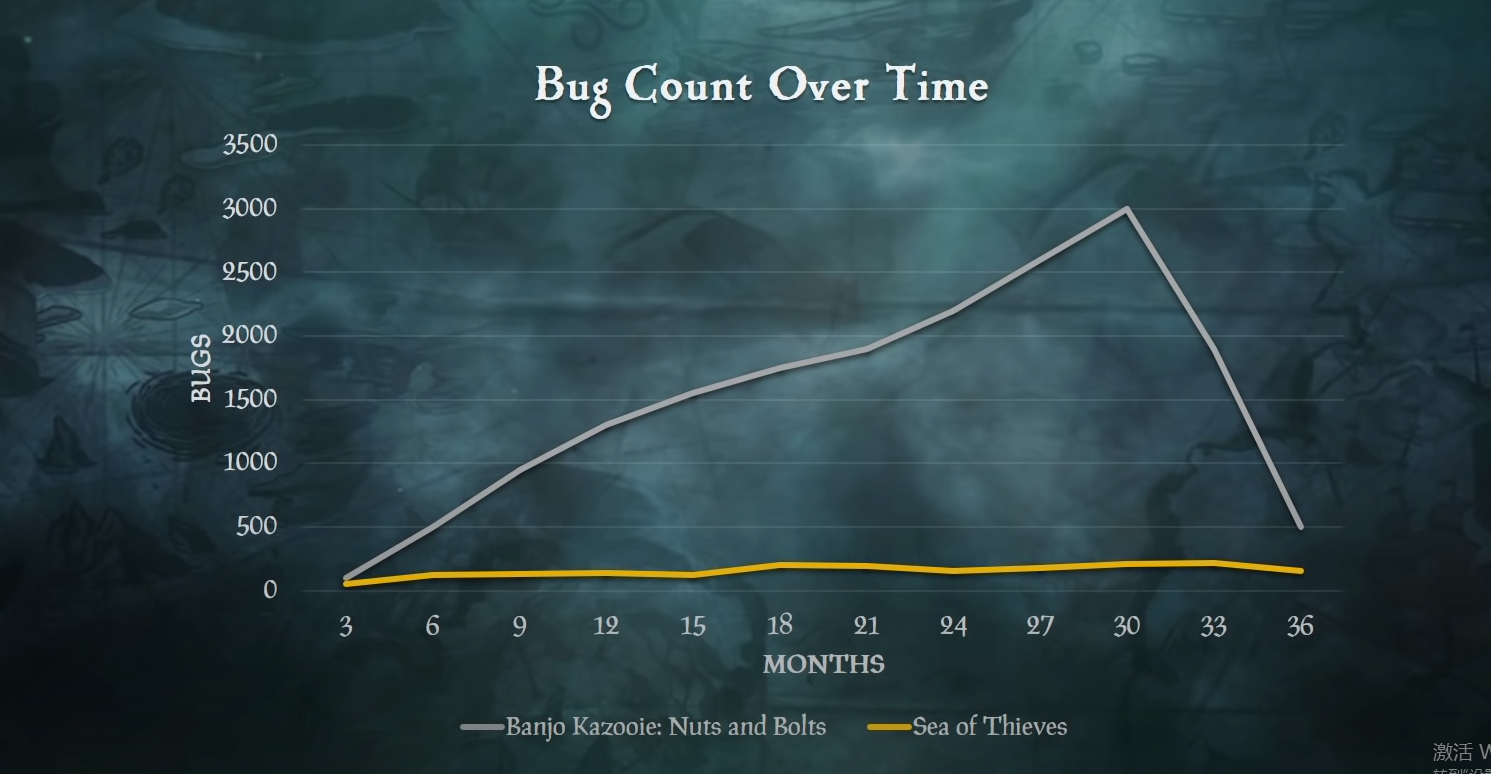 Bug Count Over Time
3500
3000
2500
2000
1500
1000
500
0
BUGS
3 6 9 12 15 18 21 24 27 30 33 36
MONTHS
Banjo Kazooie: Nuts and Bolts Sea of Thieves
激活 W